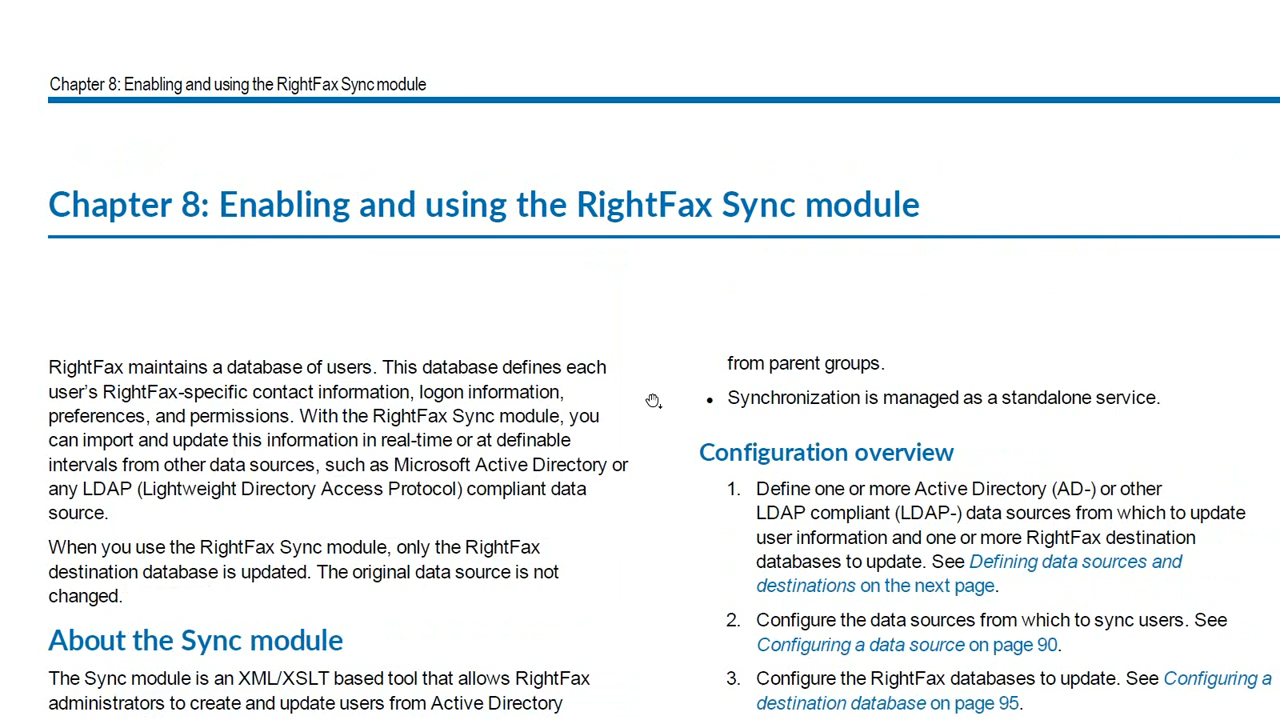 Chapter 8: Enabling and using the RightFax Sync module
Chapter 8: Enabling and using the RightFax Sync module
RightFax maintains a database of users. This database defines each
user’s RightFax-specific contact information, logon information,
preferences, and permissions. With the RightFax Sync module, you
can import and update this information in real-time or at definable
intervals from other data sources, such as Microsoft Active Directory or
any LDAP (Lightweight Directory Access Protocol) compliant data
source.
When you use the RightFax Sync module, only the RightFax
destination database is updated. The original data source is not
changed.
About the Sync module
The Sync module is an XML/XSLT based tool that allows RightFax
administrators to create and update users from Active Directory
from parent groups.
• Synchronization is managed as a standalone service.
Configuration overview
1. Define one or more Active Directory (AD-) or other
LDAP compliant (LDAP-) data sources from which to update
user information and one or more RightFax destination
databases to update. See Defining data sources and
destinations on the next page.
2. Configure the data sources from which to sync users. See
Configuring a data source on page 90.
3. Configure the RightFax databases to update. See Configuring a
destination database on page 95.